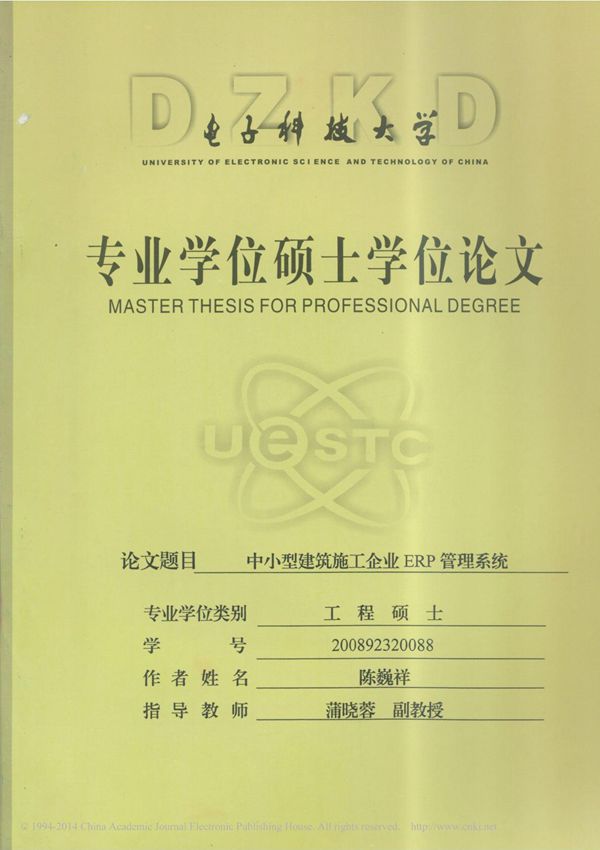 DZKD
电子科技大学
UNIVERSITY OF ELECTRONIC SCIENCE AND TECHNOLOGY OF CHINA
专业学位硕士学位论文
MASTER THESIS FOR PROFESSIONAL DEGREE
UESTC
论文题目 中小型建筑施工企业 ERP 管理系统
专业学位类别 工 程 硕 士
学 号 200892320088
作 者 姓 名 陈巍祥
指 导 教 师 蒲晓蓉 副教授
© 1994-2014 China Academic Journal Electronic Publishing House. All rights reserved. http://www.cnki.net